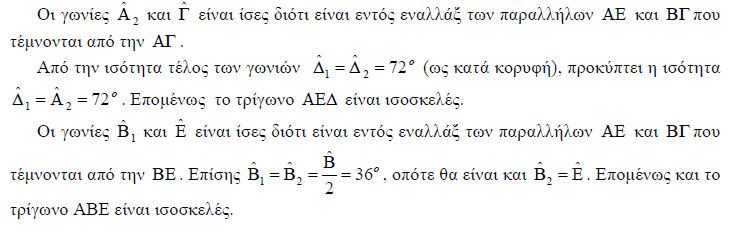 Οι γωνίες Â₂ και Γ̂ είναι ίσες διότι είναι εντός εναλλάξ των παραλλήλων ΑΕ και ΒΓ που
τέμνονται από την ΑΓ.
Από την ισότητα τέλος των γωνιών Δ̂₁ = Δ̂₂ = 72° (ως κατά κορυφή), προκύπτει η ισότητα
Δ̂₁ = Â₂ = 72°. Επομένως το τρίγωνο ΑΕΔ είναι ισοσκελές.
Οι γωνίες Β̂₁ και Ε̂ είναι ίσες διότι είναι εντός εναλλάξ των παραλλήλων ΑΕ και ΒΓ που
τέμνονται από την ΒΕ. Επίσης Β̂₁ = Β̂₂ = Β̂/2 = 36°, οπότε θα είναι και Β̂₂ = Ε̂. Επομένως και το
τρίγωνο ΑΒΕ είναι ισοσκελές.